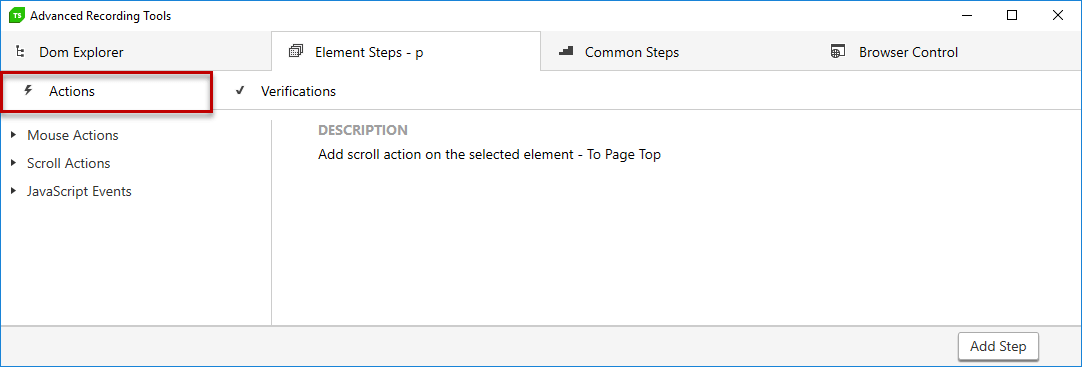 TS Advanced Recording Tools
Dom Explorer Element Steps - p Common Steps Browser Control
Actions Verifications
Mouse Actions
Scroll Actions
JavaScript Events
DESCRIPTION
Add scroll action on the selected element - To Page Top
Add Step